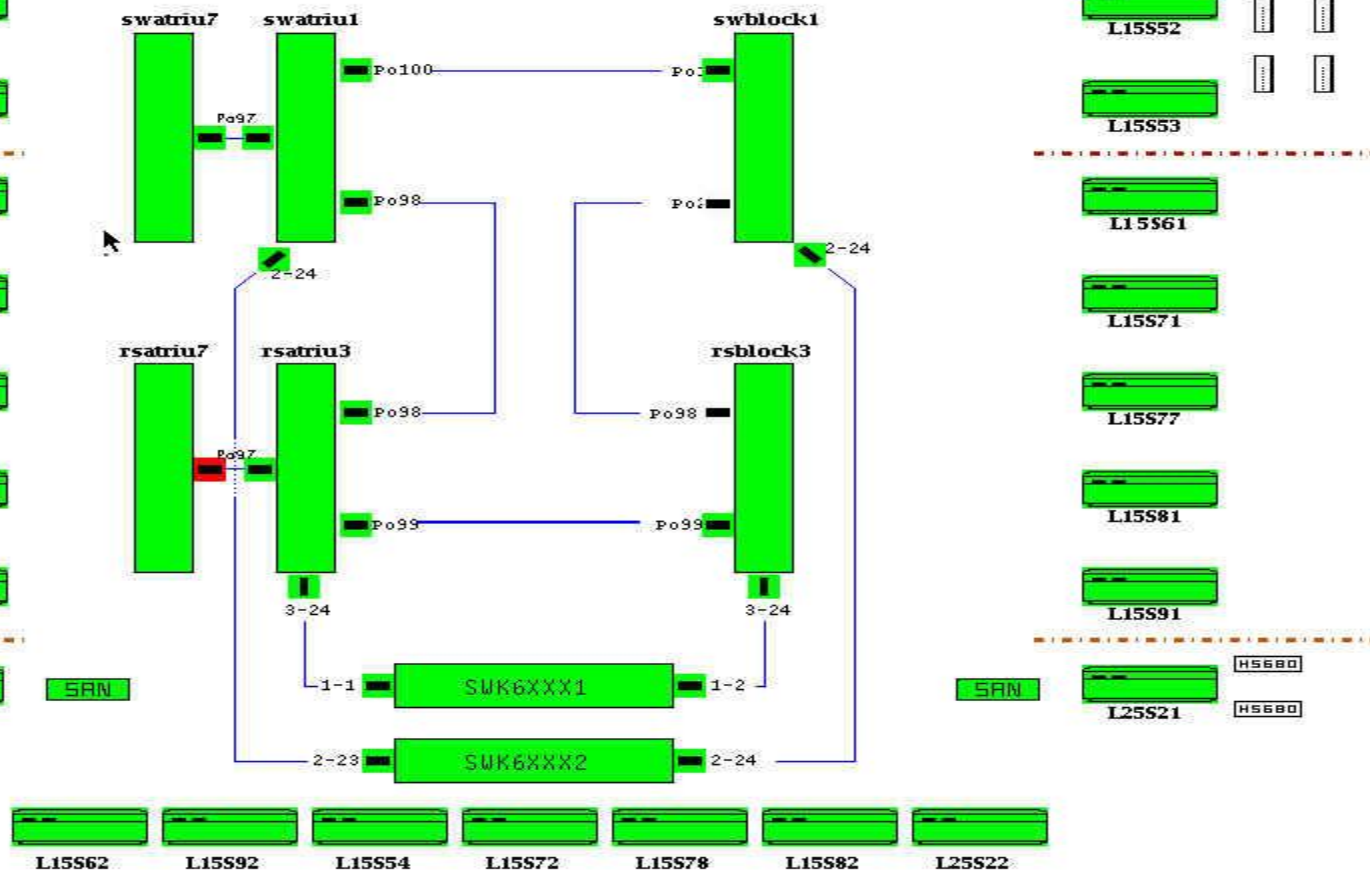 swatriu7 swatriu1 swblock1
L15S52
Po100
Po97
L15S53
Po98
L15S61
2-24 2-24
L15S71
rsatriu7 rsatriu3 rsblock3
Po98 Po98
L15S77
Po97
L15S81
Po99 Po99
3-24 3-24
L15S91
1-1 SWK6XXX1 1-2
SAN SAN
HS680
L25S21
HS680
2-23 SWK6XXX2 2-24
L15S62 L15S92 L15S54 L15S72 L15S78 L15S82 L25S22